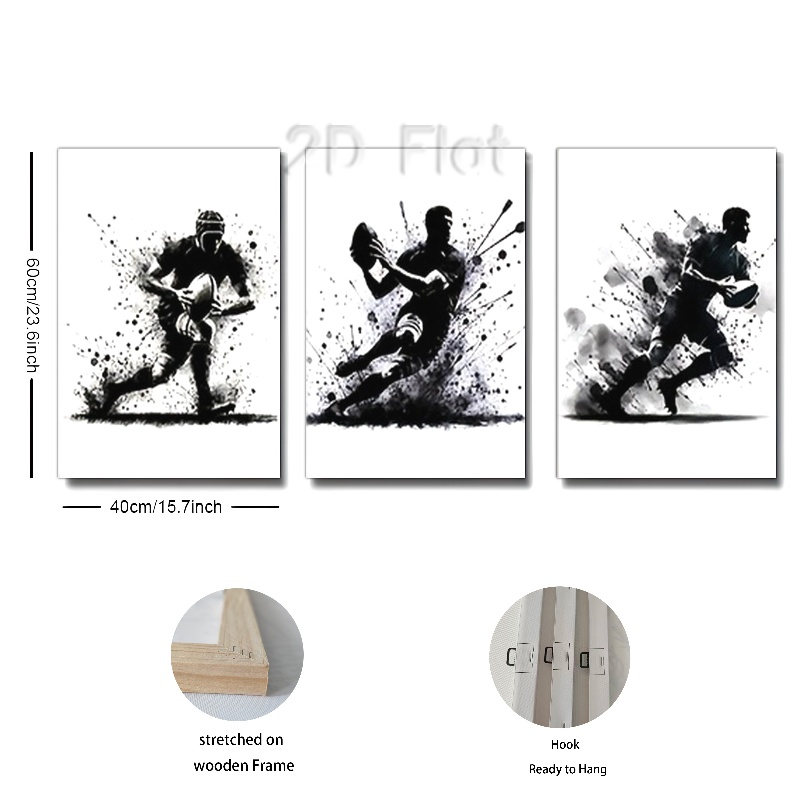 2D Flat
60cm/23.6inch
40cm/15.7inch
stretched on
wooden Frame
Hook
Ready to Hang